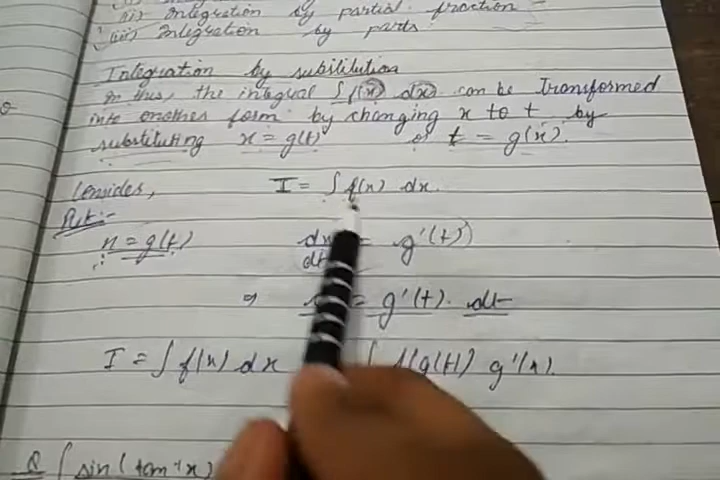 (ii) Integration by partial fraction
(iii) Integration by parts
Integration by subsitution
In this, the integral ∫ f(x) dx can be Transformed
into another form by changing x to t by
substituting x = g(t) or t = g(x).
Consider, I = ∫ f(x) dx.
Put:-
x = g(t) dx = g'(t)
dt
⇒ = g'(t). dt
I = ∫ f(x) dx ∫ f(g(t)) g'(x).
Q ∫ sin(tan⁻¹x)